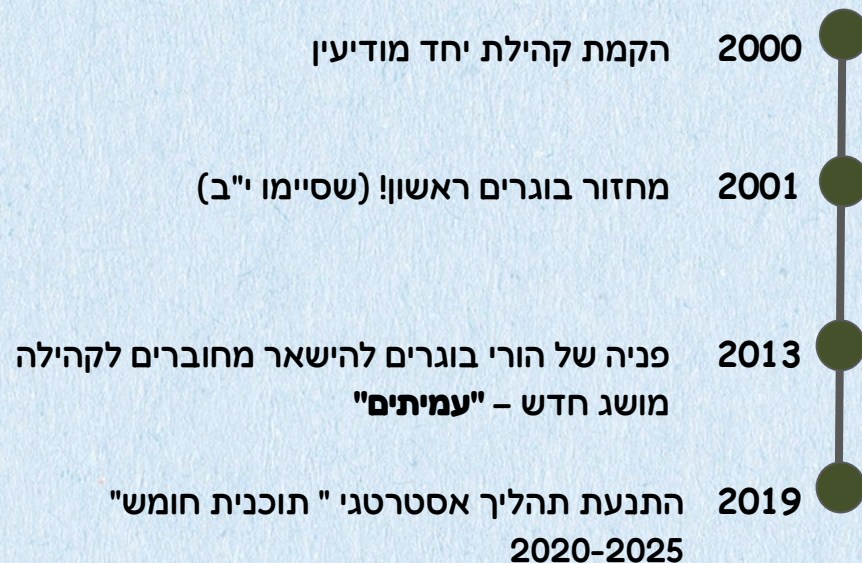 2000 הקמת קהילת יחד מודיעין
2001 מחזור בוגרים ראשון! (שסיימו י"ב)
2013 פניה של הורי בוגרים להישאר מחוברים לקהילה
מושג חדש – "עמיתים"
2019 התנעת תהליך אסטרטגי " תוכנית חומש"
2020-2025